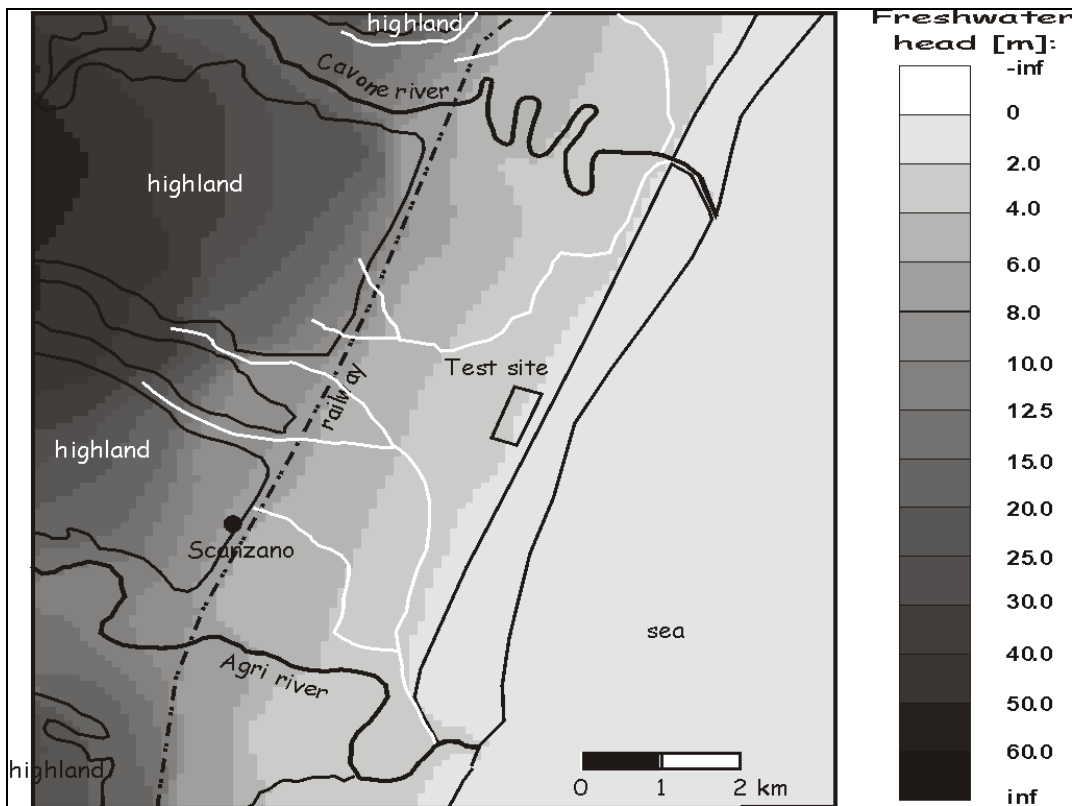 highland
Cavone river
highland
Test site
railway
highland
Scanzano
sea
Agri river
highland
0 1 2 km
Freshwater
head [m]:
-inf
0
2.0
4.0
6.0
8.0
10.0
12.5
15.0
20.0
25.0
30.0
40.0
50.0
60.0
inf